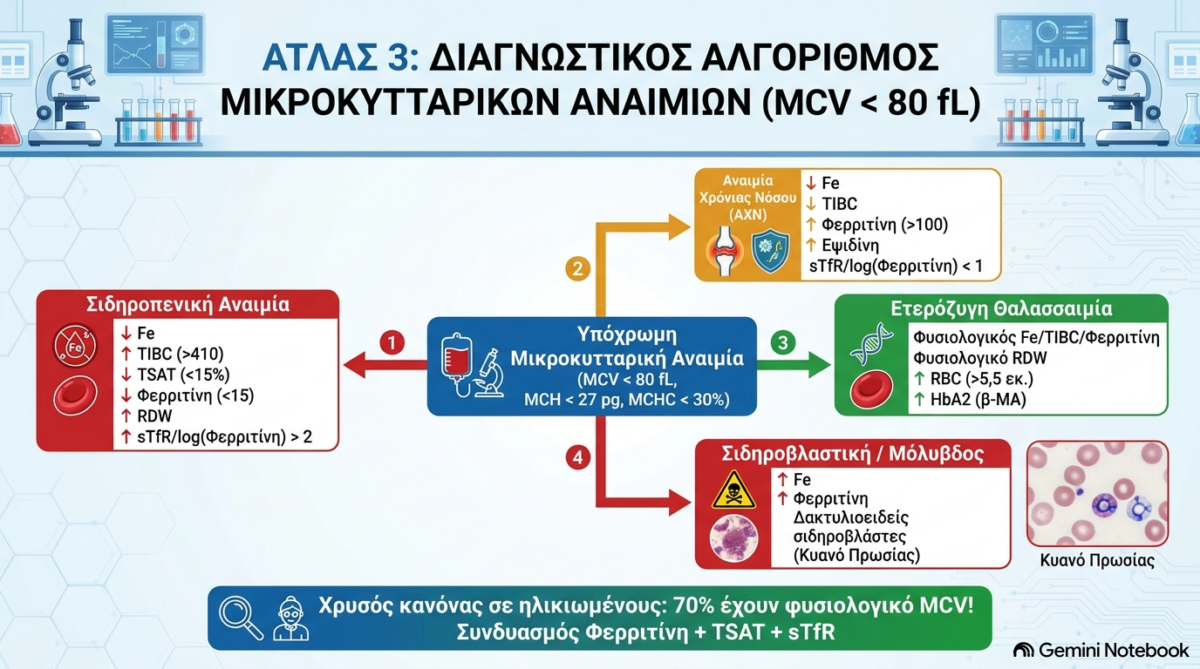 ΑΤΛΑΣ 3: ΔΙΑΓΝΩΣΤΙΚΟΣ ΑΛΓΟΡΙΘΜΟΣ
ΜΙΚΡΟΚΥΤΤΑΡΙΚΩΝ ΑΝΑΙΜΙΩΝ (MCV < 80 fL)
Σιδηροπενική Αναιμία
Fe
↓ Fe
↑ TIBC (>410)
↓ TSAT (<15%)
↓ Φερριτίνη (<15)
↑ RDW
↑ sTfR/log(Φερριτίνη) > 2
1
Υπόχρωμη
Μικροκυτταρική Αναιμία
(MCV < 80 fL,
MCH < 27 pg, MCHC < 30%)
2
Αναιμία
Χρόνιας Νόσου
(ΑΧΝ)
↓ Fe
↓ TIBC
↑ Φερριτίνη (>100)
↑ Εψιδίνη
sTfR/log(Φερριτίνη) < 1
3
Ετερόζυγη Θαλασσαιμία
Φυσιολογικός Fe/TIBC/Φερριτίνη
Φυσιολογικό RDW
↑ RBC (>5,5 εκ.)
↑ HbA2 (β-ΜΑ)
4
Σιδηροβλαστική / Μόλυβδος
↑ Fe
↑ Φερριτίνη
Δακτυλιοειδείς
σιδηροβλάστες
(Κυανό Πρωσίας)
Κυανό Πρωσίας
Χρυσός κανόνας σε ηλικιωμένους: 70% έχουν φυσιολογικό MCV!
Συνδυασμός Φερριτίνη + TSAT + sTfR
Gemini Notebook